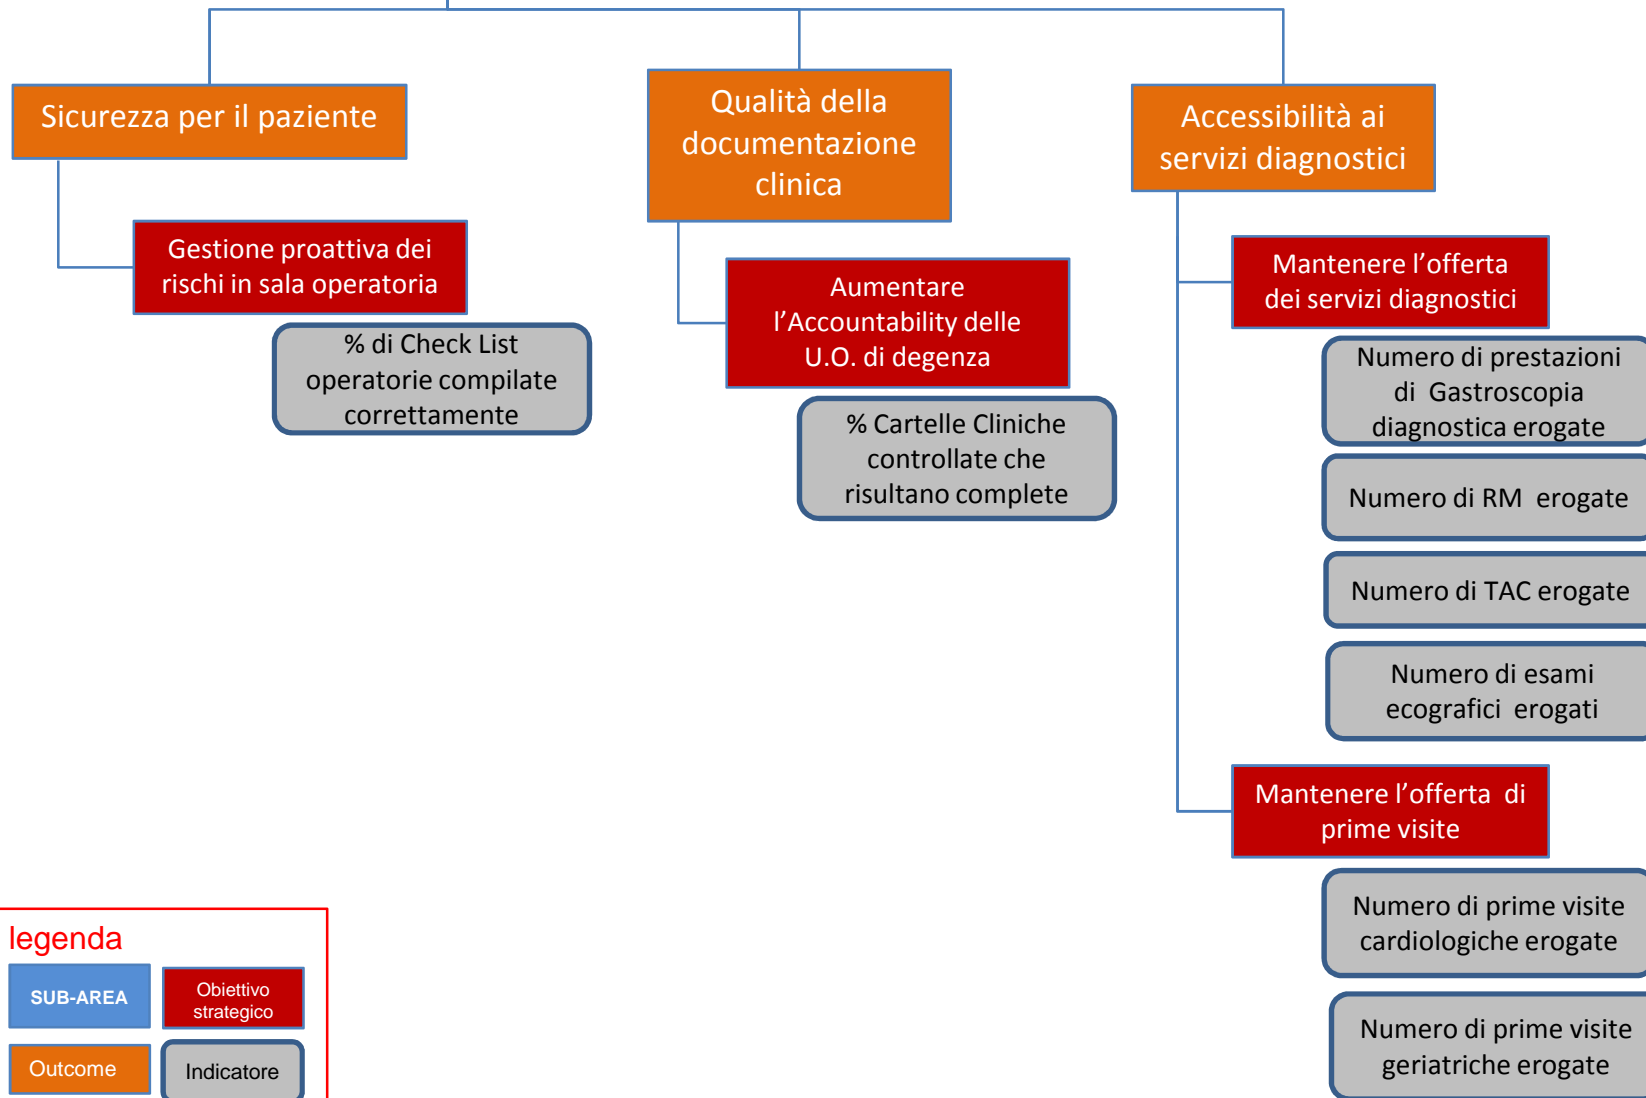 Sicurezza per il paziente
Gestione proattiva dei
rischi in sala operatoria
% di Check List
operatorie compilate
correttamente
Qualità della
documentazione
clinica
Aumentare
l’Accountability delle
U.O. di degenza
% Cartelle Cliniche
controllate che
risultano complete
Accessibilità ai
servizi diagnostici
Mantenere l’offerta
dei servizi diagnostici
Numero di prestazioni
di Gastroscopia
diagnostica erogate
Numero di RM erogate
Numero di TAC erogate
Numero di esami
ecografici erogati
Mantenere l’offerta di
prime visite
Numero di prime visite
cardiologiche erogate
Numero di prime visite
geriatriche erogate
legenda
SUB-AREA
Obiettivo
strategico
Outcome
Indicatore